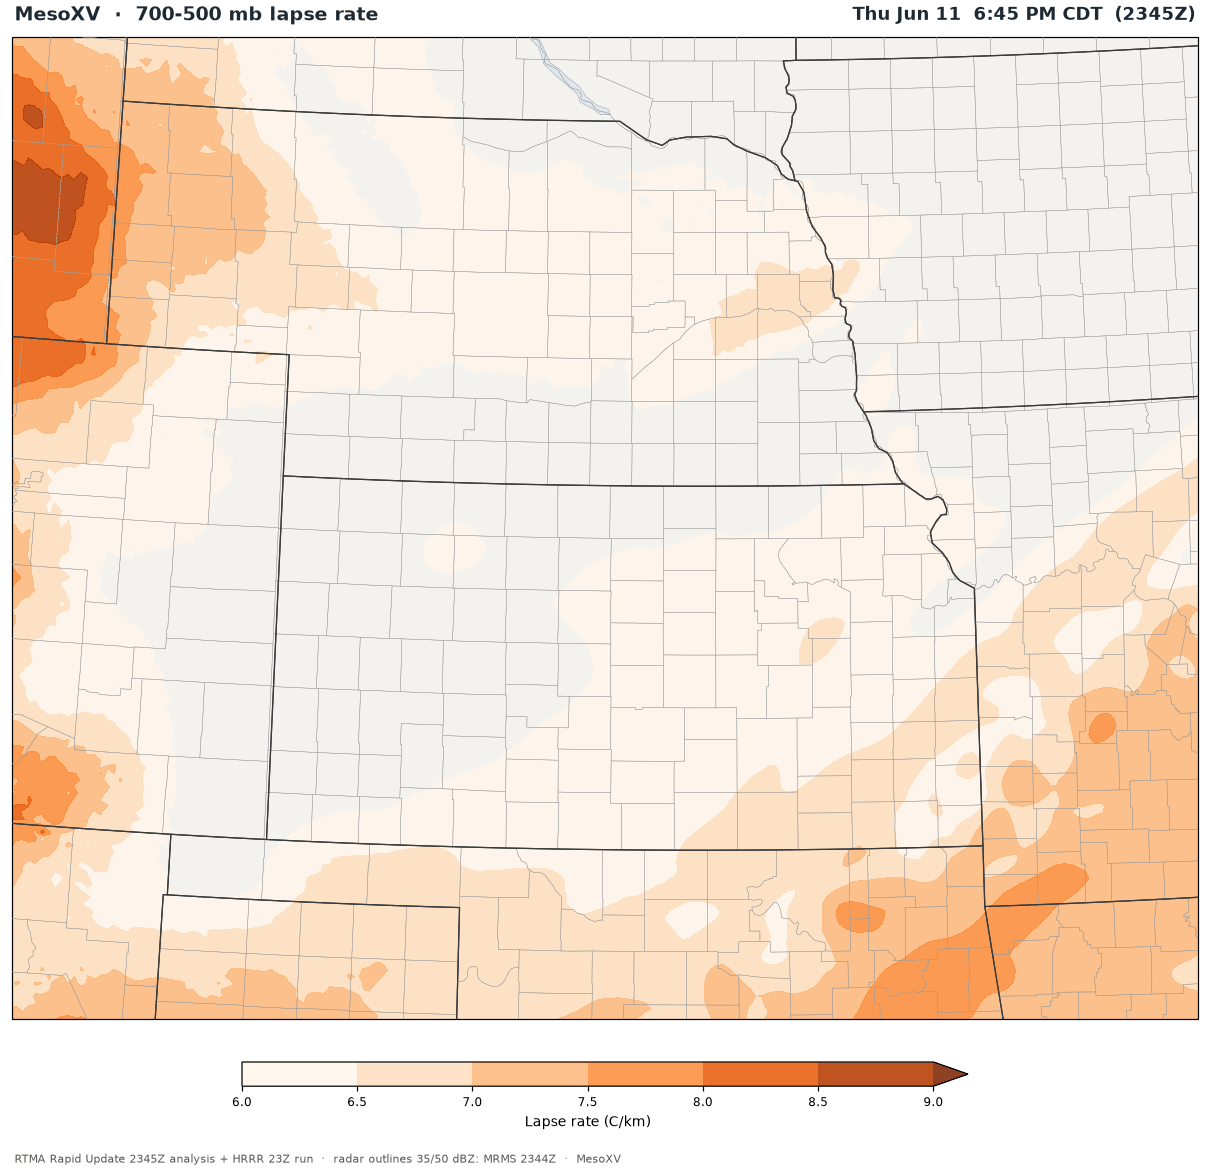 MesoXV · 700-500 mb lapse rate
Thu Jun 11 6:45 PM CDT (2345Z)
6.0 6.5 7.0 7.5 8.0 8.5 9.0
Lapse rate (C/km)
RTMA Rapid Update 2345Z analysis + HRRR 23Z run · radar outlines 35/50 dBZ: MRMS 2344Z · MesoXV